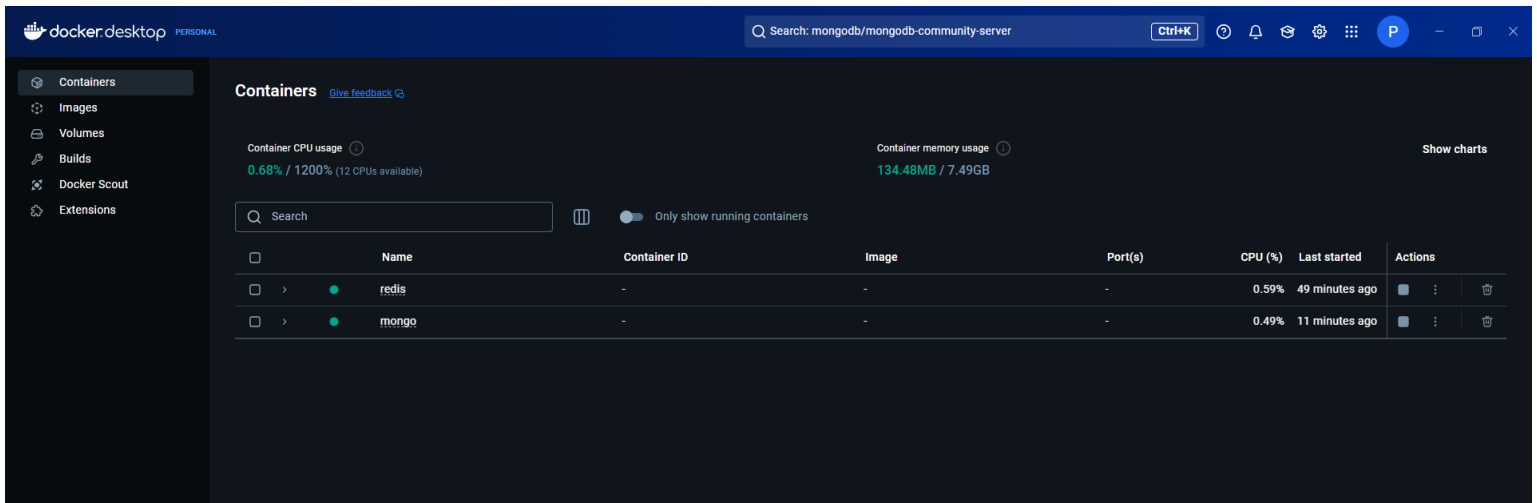 docker.desktop PERSONAL
Search: mongodb/mongodb-community-server Ctrl+K
P
Containers
Images
Volumes
Builds
Docker Scout
Extensions
Containers Give feedback
Container CPU usage
0.68% / 1200% (12 CPUs available)
Container memory usage
134.48MB / 7.49GB
Show charts
Search
Only show running containers
Name Container ID Image Port(s) CPU (%) Last started Actions
redis - - - 0.59% 49 minutes ago
mongo - - - 0.49% 11 minutes ago